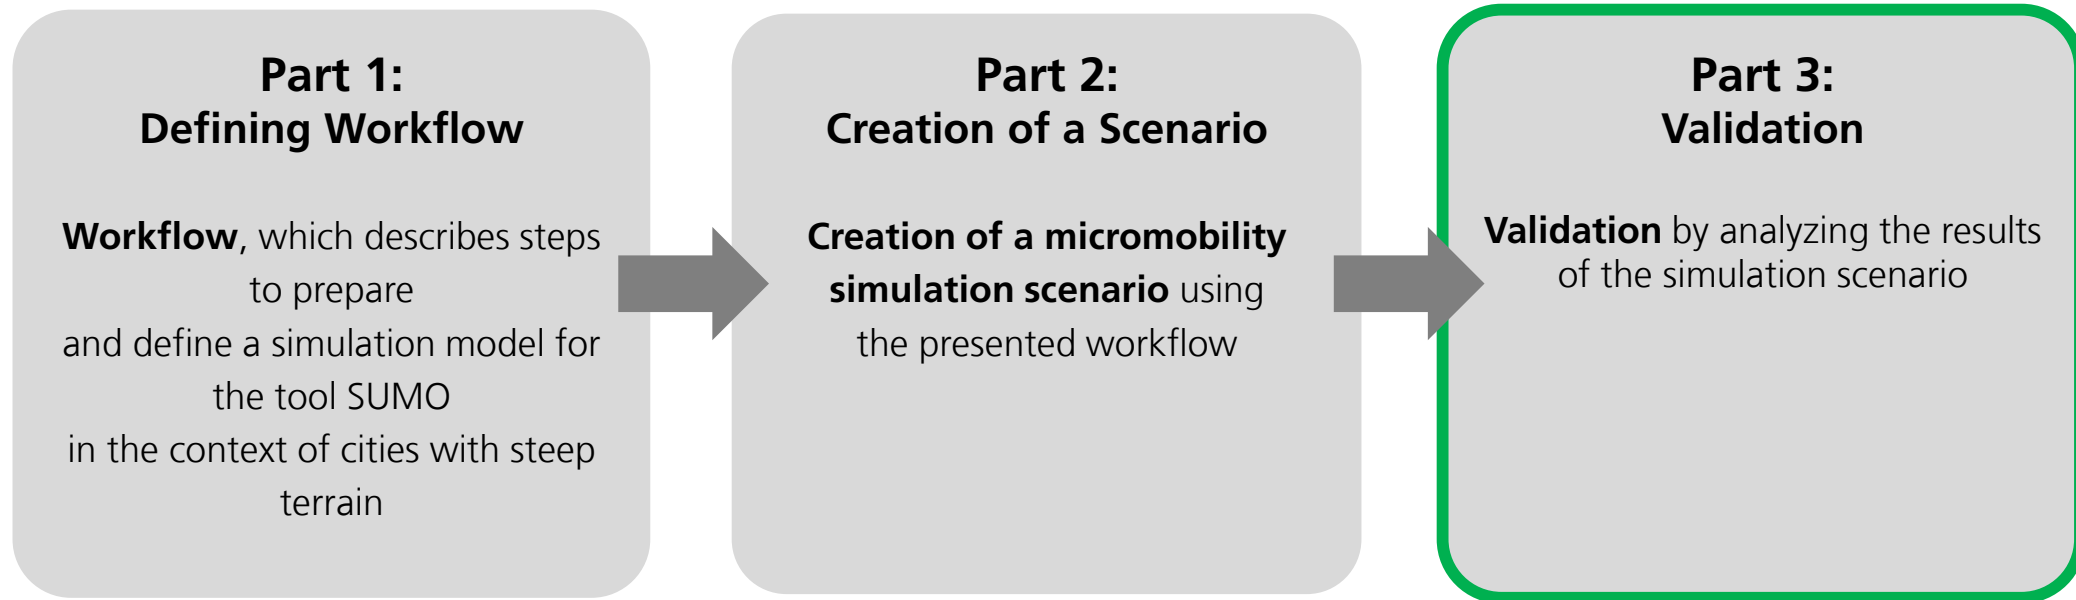 Part 1:
Defining Workflow
Workflow, which describes steps
to prepare
and define a simulation model for
the tool SUMO
in the context of cities with steep
terrain
Part 2:
Creation of a Scenario
Creation of a micromobility
simulation scenario using
the presented workflow
Part 3:
Validation
Validation by analyzing the results
of the simulation scenario